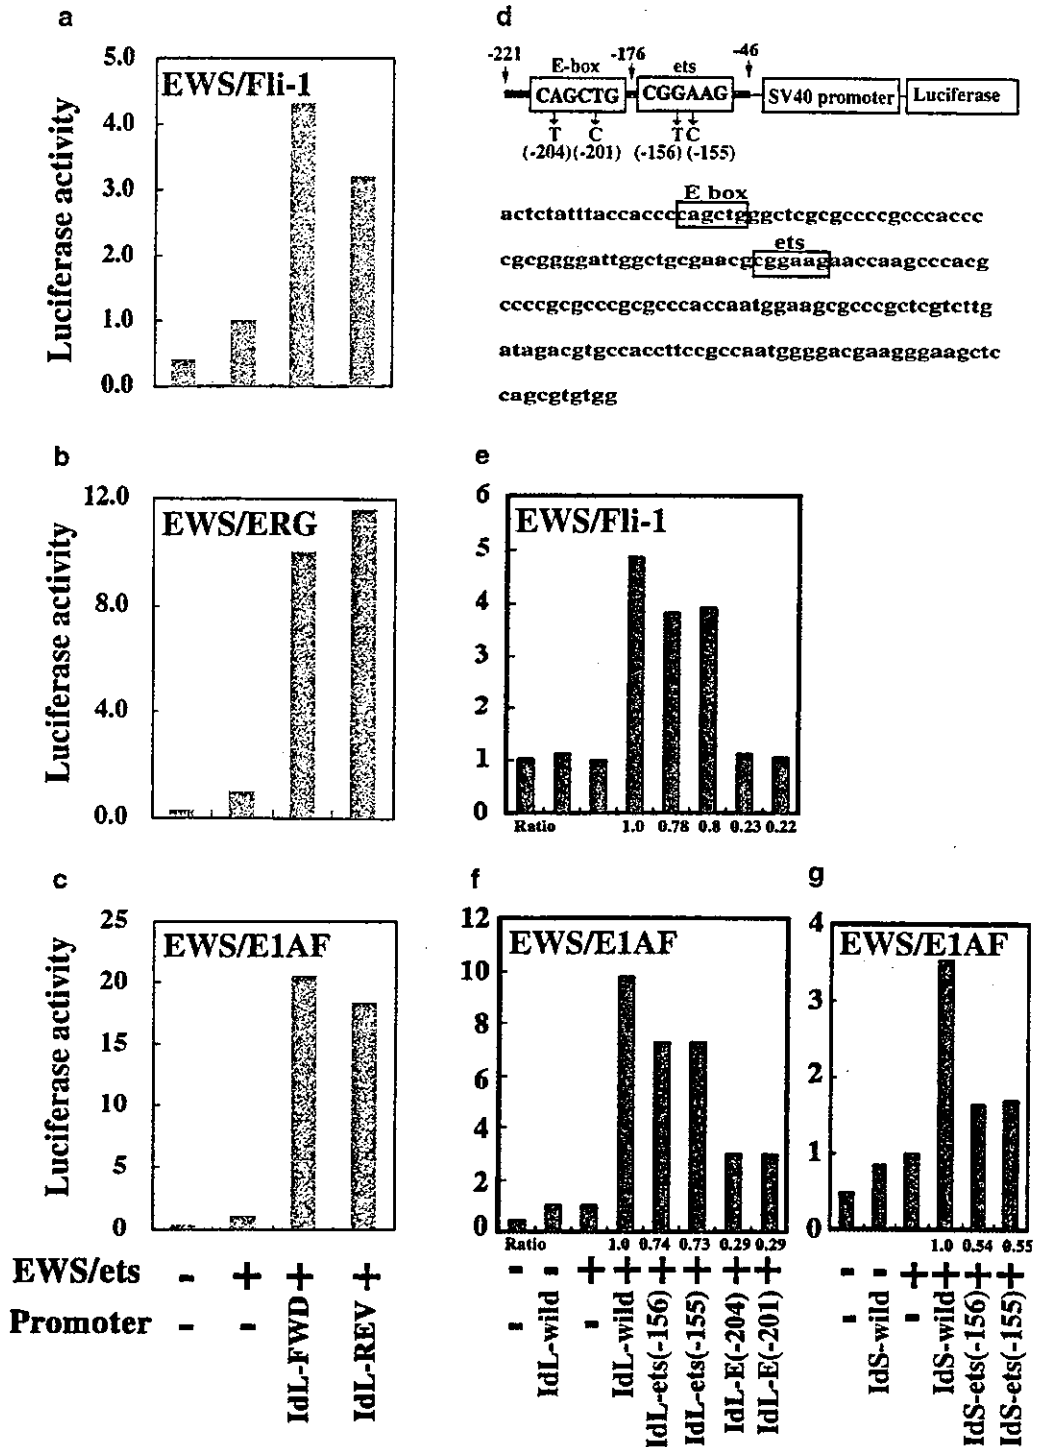 a
EWS/Fli-1
Luciferase activity
5.0
4.0
3.0
2.0
1.0
0.0
d
-221
-176
-46
E-box
ets
CAGCTG
CGGAAG
SV40 promoter
Luciferase
T C T C
(-204)(-201) (-156)(-155)
E box
actctatttaccaccccagctgggctcgcgccccgcccaccc
ets
cgcggggattggctgcgaacgcggaagaaccaagcccacg
ccccgcgcccgcgcccaccaatggaagcgcccgctcgtcttg
atagacgtgccaccttccgccaatggggacgaagggaagctc
cagcgtgtgg
b
EWS/ERG
Luciferase activity
12.0
8.0
4.0
0.0
e
EWS/Fli-1
6
5
4
3
2
1
0
Ratio 1.0 0.78 0.8 0.23 0.22
c
EWS/E1AF
Luciferase activity
25
20
15
10
5
0
f
EWS/E1AF
12
10
8
6
4
2
0
Ratio 1.0 0.74 0.73 0.29 0.29
g
EWS/E1AF
4
3
2
1
0
1.0 0.54 0.55
EWS/ets - + + +
Promoter - - IdL-FWD IdL-REV
- - + + + + + +
- IdL-wild - IdL-wild IdL-ets(-156) IdL-ets(-155) IdL-E(-204) IdL-E(-201)
- - + + + +
- IdS-wild - IdS-wild IdS-ets(-156) IdS-ets(-155)